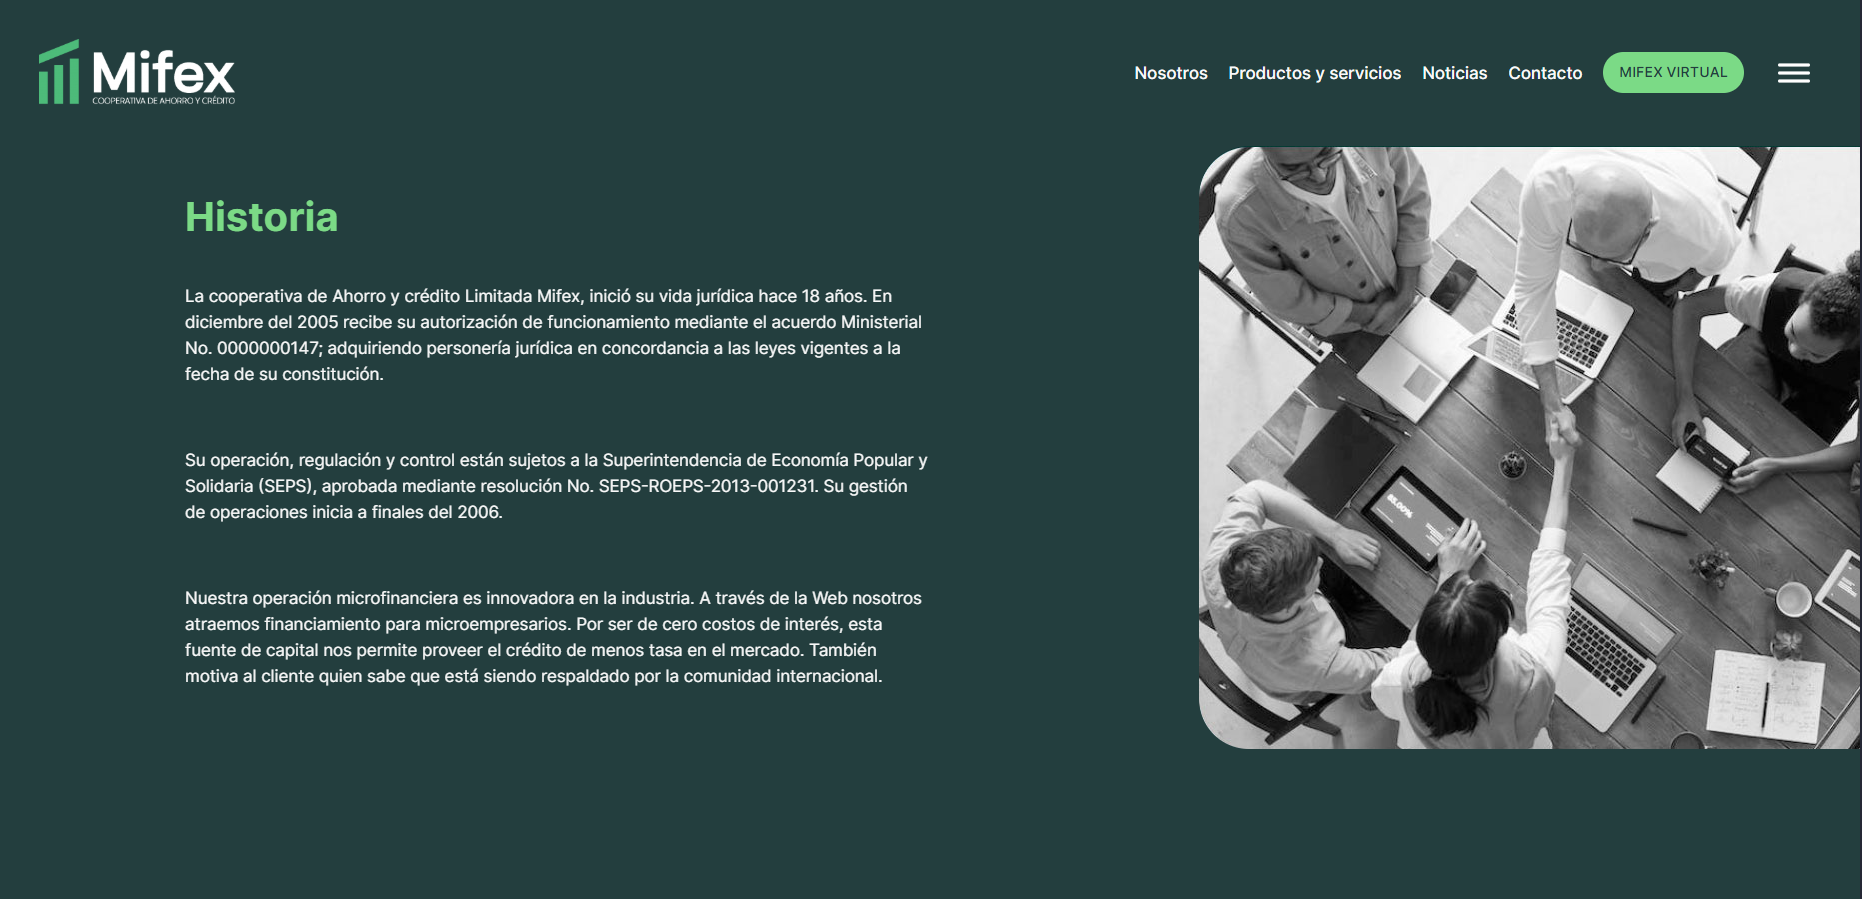 Mifex
COOPERATIVA DE AHORRO Y CRÉDITO
Nosotros
Productos y servicios
Noticias
Contacto
MIFEX VIRTUAL
Historia
La cooperativa de Ahorro y crédito Limitada Mifex, inició su vida jurídica hace 18 años. En
diciembre del 2005 recibe su autorización de funcionamiento mediante el acuerdo Ministerial
No. 0000000147; adquiriendo personería jurídica en concordancia a las leyes vigentes a la
fecha de su constitución.
Su operación, regulación y control están sujetos a la Superintendencia de Economía Popular y
Solidaria (SEPS), aprobada mediante resolución No. SEPS-ROEPS-2013-001231. Su gestión
de operaciones inicia a finales del 2006.
Nuestra operación microfinanciera es innovadora en la industria. A través de la Web nosotros
atraemos financiamiento para microempresarios. Por ser de cero costos de interés, esta
fuente de capital nos permite proveer el crédito de menos tasa en el mercado. También
motiva al cliente quien sabe que está siendo respaldado por la comunidad internacional.